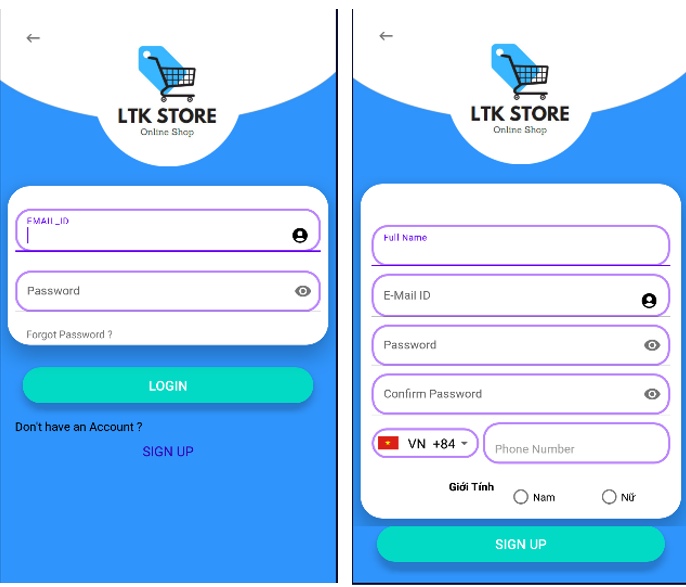 LTK STORE
Online Shop
EMAIL_ID
Password
Forgot Password ?
LOGIN
Don't have an Account ?
SIGN UP
LTK STORE
Online Shop
Full Name
E-Mail ID
Password
Confirm Password
VN +84
Phone Number
Giới Tính
Nam
Nữ
SIGN UP